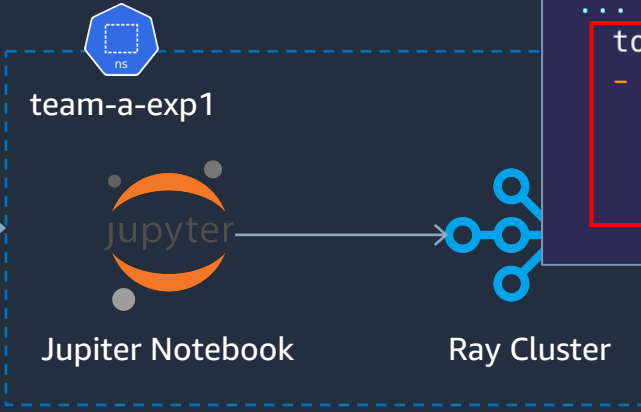 ns
team-a-exp1
...
-
jupyter
Jupiter Notebook
Ray Cluster